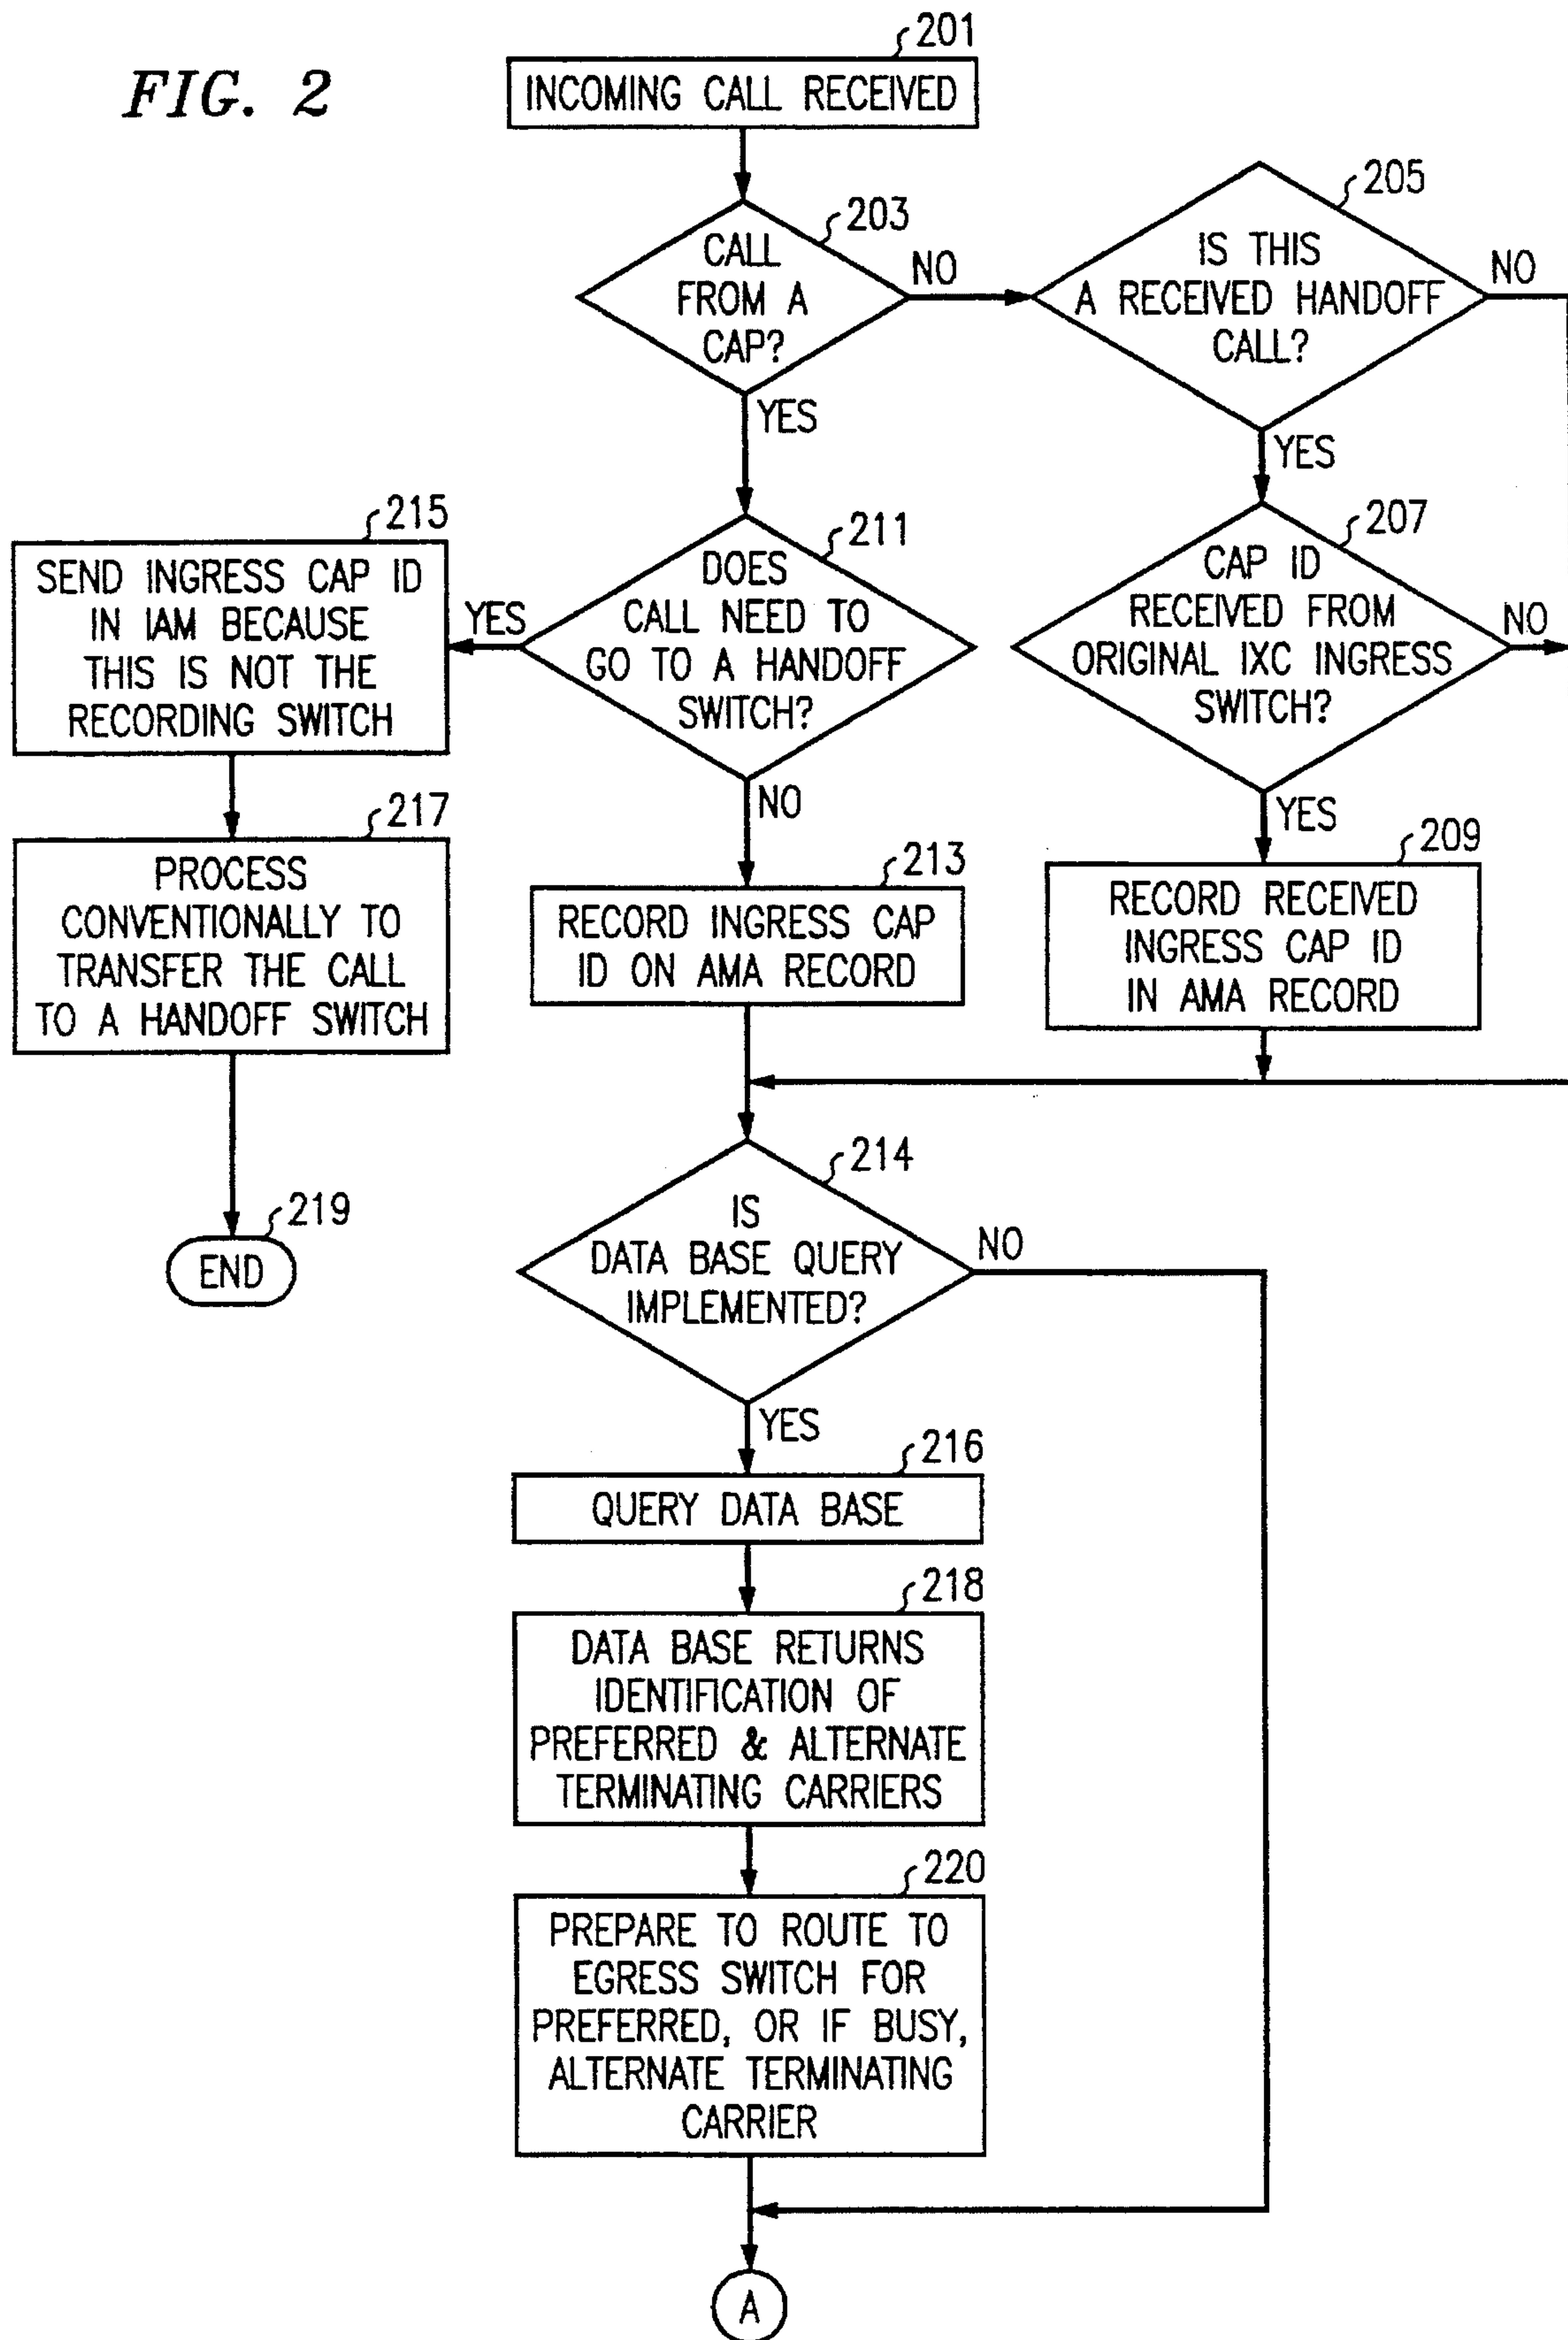 FIG. 2
201
INCOMING CALL RECEIVED
203
CALL
FROM A
CAP?
NO
YES
205
IS THIS
A RECEIVED HANDOFF
CALL?
NO
YES
207
CAP ID
RECEIVED FROM
ORIGINAL IXC INGRESS
SWITCH?
NO
YES
209
RECORD RECEIVED
INGRESS CAP ID
IN AMA RECORD
211
DOES
CALL NEED TO
GO TO A HANDOFF
SWITCH?
YES
NO
215
SEND INGRESS CAP ID
IN IAM BECAUSE
THIS IS NOT THE
RECORDING SWITCH
217
PROCESS
CONVENTIONALLY TO
TRANSFER THE CALL
TO A HANDOFF SWITCH
219
END
213
RECORD INGRESS CAP
ID ON AMA RECORD
214
IS
DATA BASE QUERY
IMPLEMENTED?
NO
YES
216
QUERY DATA BASE
218
DATA BASE RETURNS
IDENTIFICATION OF
PREFERRED & ALTERNATE
TERMINATING CARRIERS
220
PREPARE TO ROUTE TO
EGRESS SWITCH FOR
PREFERRED, OR IF BUSY,
ALTERNATE TERMINATING
CARRIER
A